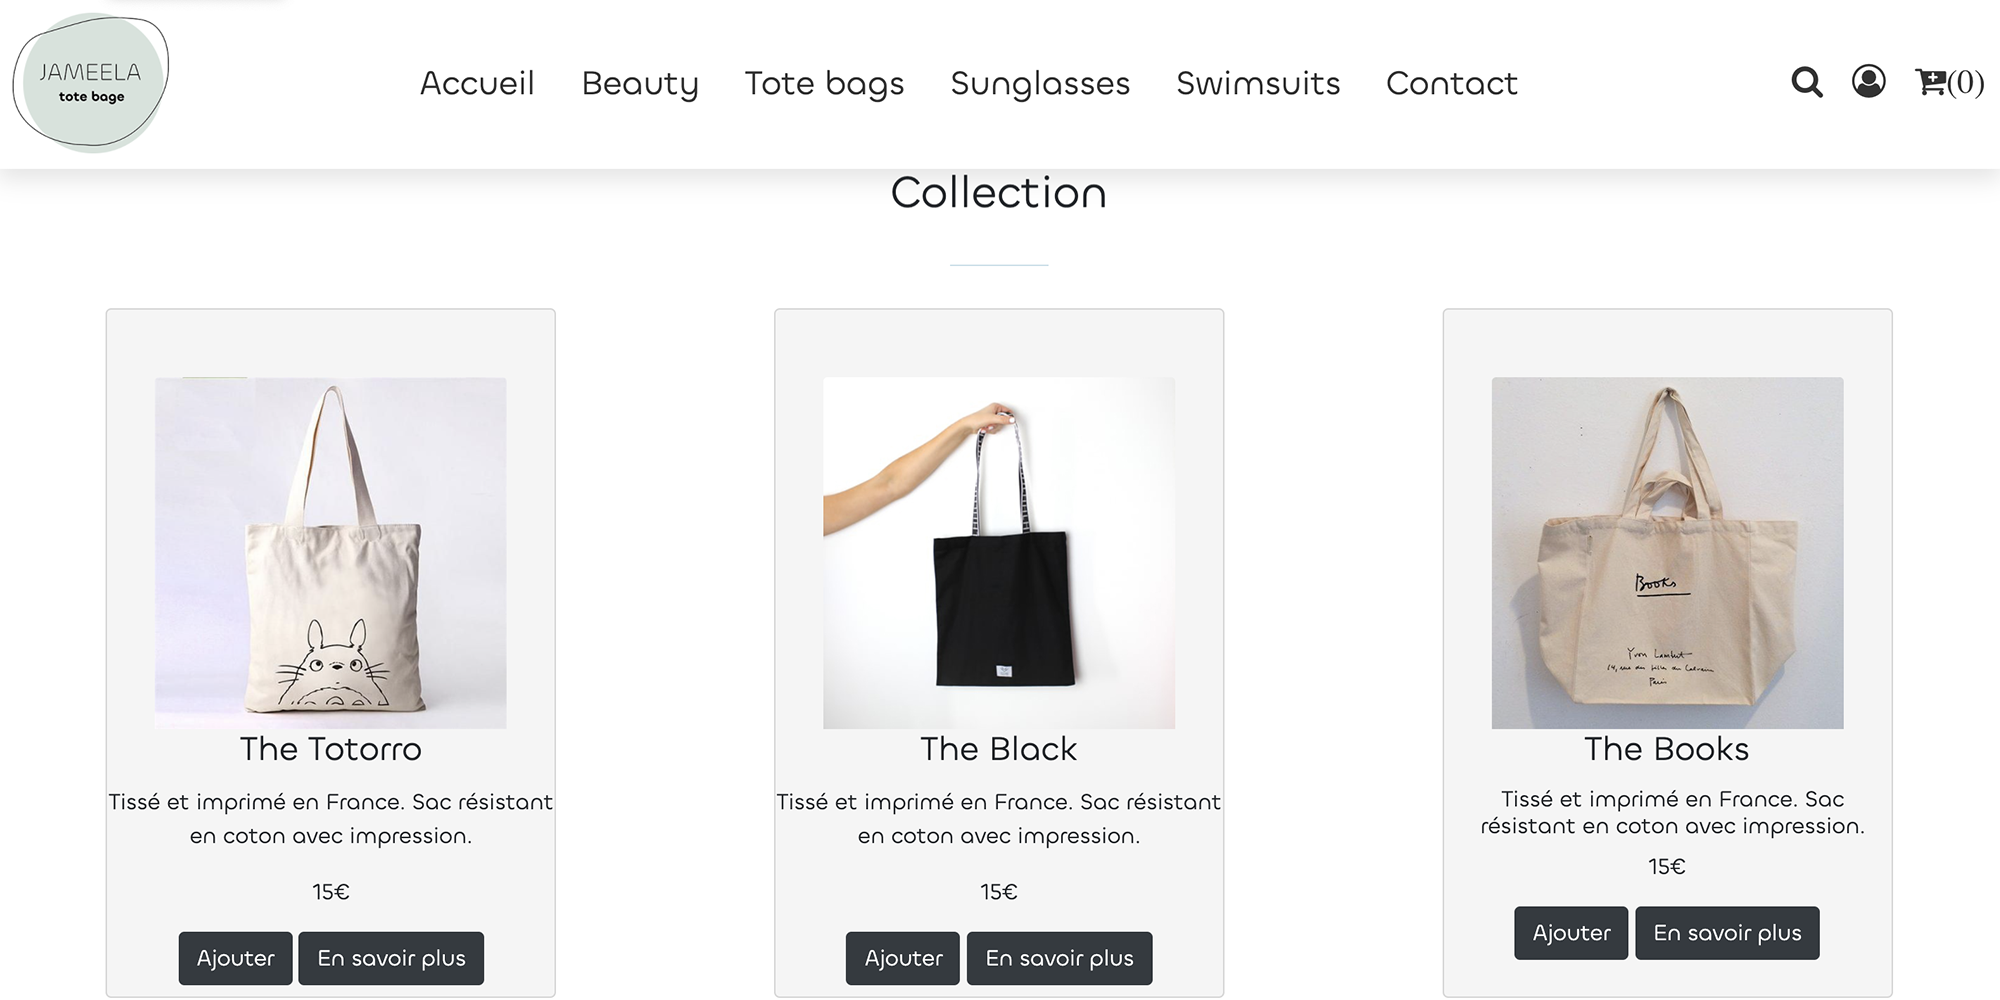 JAMEELA
tote bage
Accueil Beauty Tote bags Sunglasses Swimsuits Contact
(0)
Collection
Books
Yvon Lambert
Paris
The Totorro
Tissé et imprimé en France. Sac résistant
en coton avec impression.
15€
Ajouter En savoir plus
The Black
Tissé et imprimé en France. Sac résistant
en coton avec impression.
15€
Ajouter En savoir plus
The Books
Tissé et imprimé en France. Sac
résistant en coton avec impression.
15€
Ajouter En savoir plus